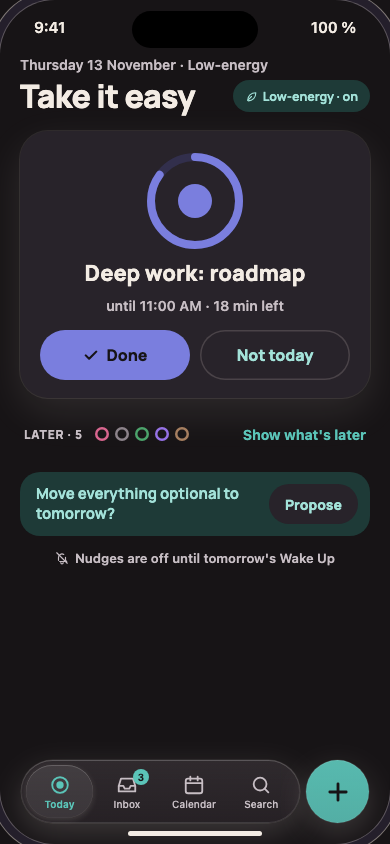 9:41
100 %
Thursday 13 November · Low-energy
Take it easy
Low-energy · on
Deep work: roadmap
until 11:00 AM · 18 min left
Done
Not today
LATER · 5
Show what's later
Move everything optional to
tomorrow?
Propose
Nudges are off until tomorrow's Wake Up
3
Today
Inbox
Calendar
Search